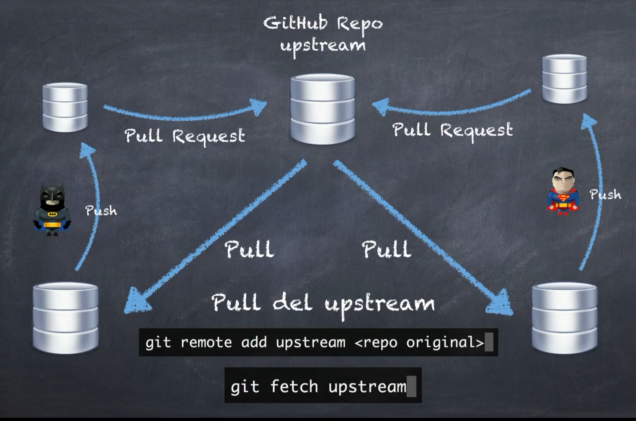 GitHub Repo
upstream
Pull Request
Pull Request
Push
Push
Pull
Pull
Pull del upstream
git remote add upstream <repo original>
git fetch upstream